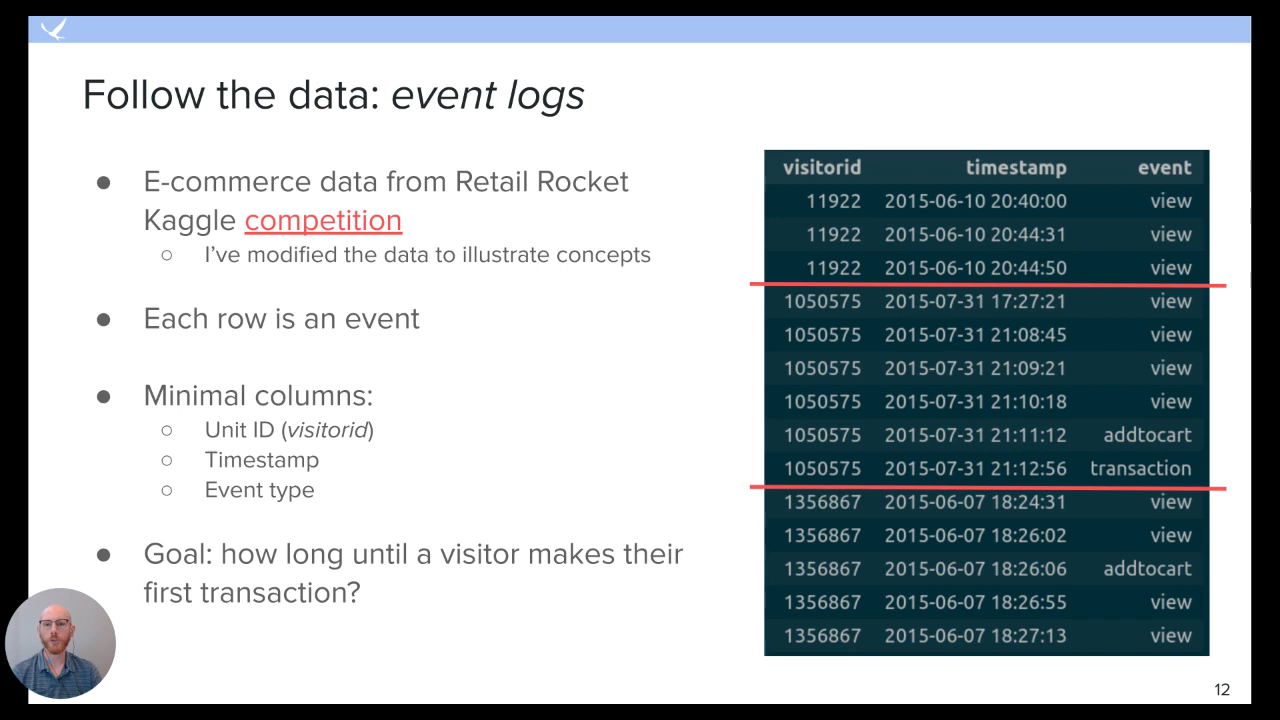 Follow the data: event logs
● E-commerce data from Retail Rocket
Kaggle competition
○ I've modified the data to illustrate concepts
● Each row is an event
● Minimal columns:
○ Unit ID (visitorid)
○ Timestamp
○ Event type
● Goal: how long until a visitor makes their
first transaction?
visitorid timestamp event
11922 2015-06-10 20:40:00 view
11922 2015-06-10 20:44:31 view
11922 2015-06-10 20:44:50 view
1050575 2015-07-31 17:27:21 view
1050575 2015-07-31 21:08:45 view
1050575 2015-07-31 21:09:21 view
1050575 2015-07-31 21:10:18 view
1050575 2015-07-31 21:11:12 addtocart
1050575 2015-07-31 21:12:56 transaction
1356867 2015-06-07 18:24:31 view
1356867 2015-06-07 18:26:02 view
1356867 2015-06-07 18:26:06 addtocart
1356867 2015-06-07 18:26:55 view
1356867 2015-06-07 18:27:13 view
12